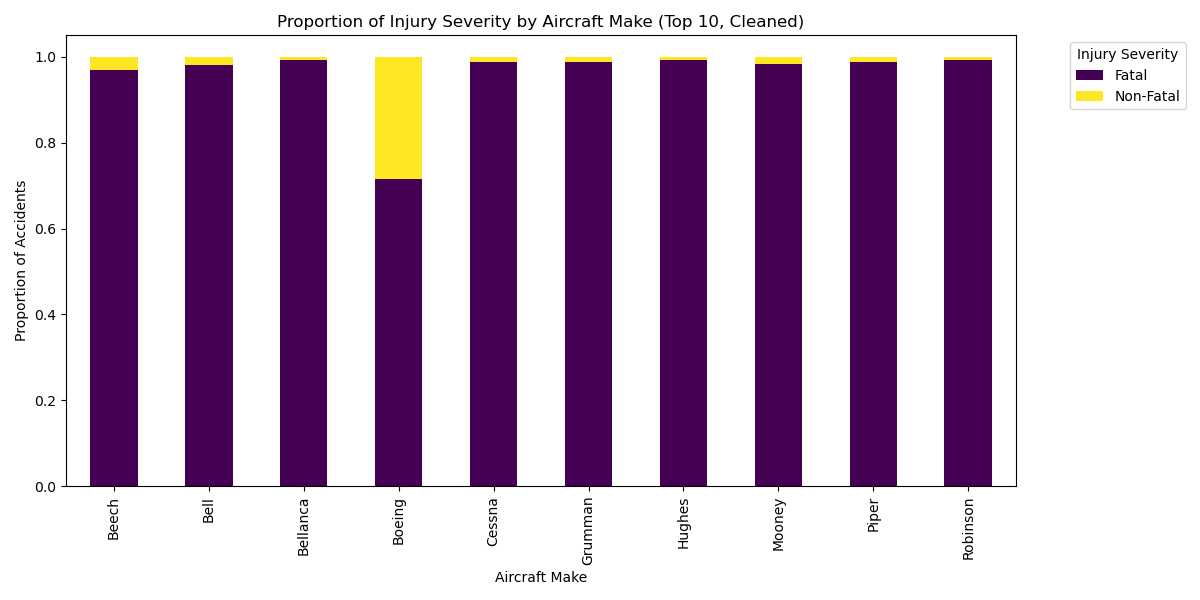 Proportion of Injury Severity by Aircraft Make (Top 10, Cleaned)
Injury Severity
Fatal
Non-Fatal
Proportion of Accidents
1.0
0.8
0.6
0.4
0.2
0.0
Beech
Bell
Bellanca
Boeing
Cessna
Grumman
Hughes
Mooney
Piper
Robinson
Aircraft Make